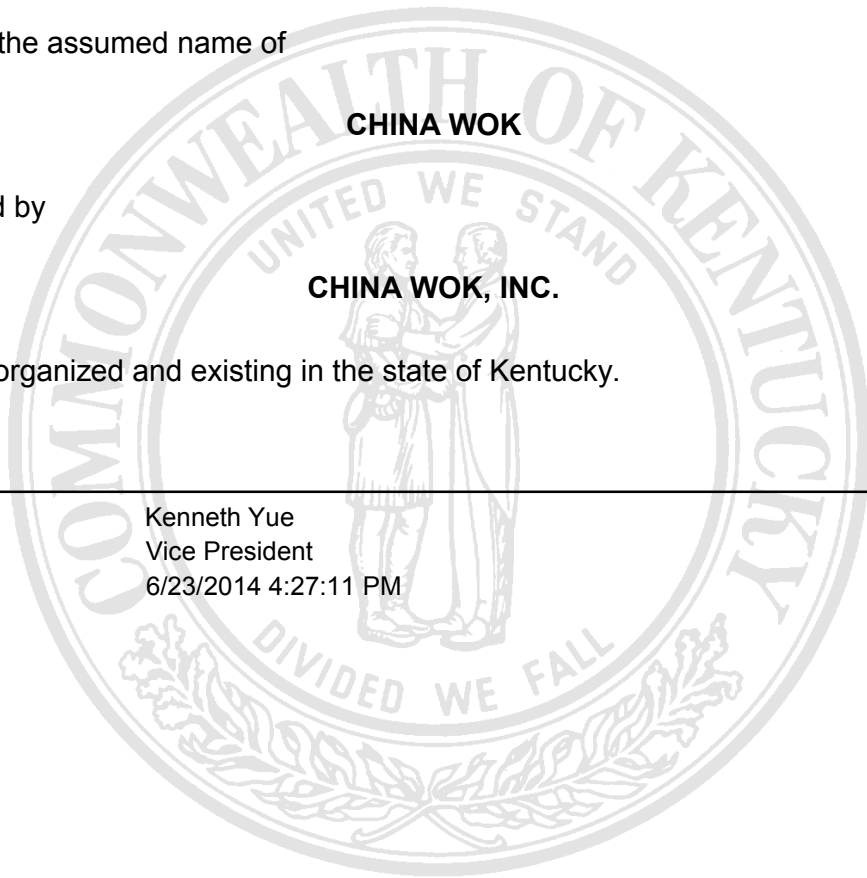 the assumed name of
CHINA WOK
d by
CHINA WOK, INC.
organized and existing in the state of Kentucky.
Kenneth Yue
Vice President
6/23/2014 4:27:11 PM
COMMONWEALTH OF KENTUCKY
UNITED WE STAND
DIVIDED WE FALL